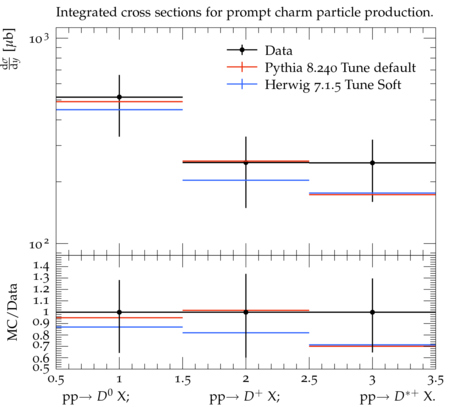 Integrated cross sections for prompt charm particle production.
dσ/dy [μb]
10³
Data
Pythia 8.240 Tune default
Herwig 7.1.5 Tune Soft
10²
MC/Data
1.4
1.3
1.2
1.1
1
0.9
0.8
0.7
0.6
0.5
0.5 1 1.5 2 2.5 3 3.5
pp→ D⁰ X; pp→ D⁺ X; pp→ D*⁺ X.